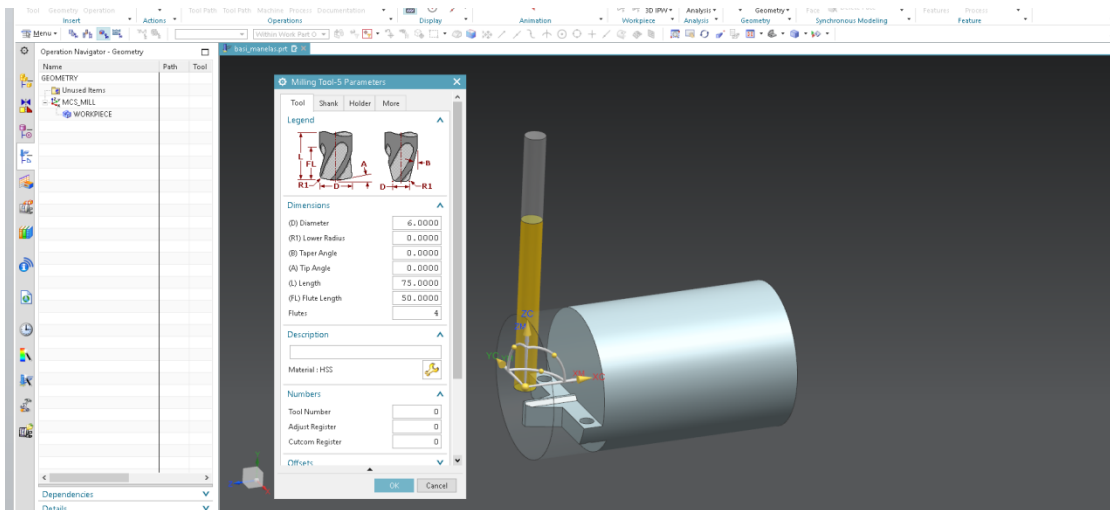 Tool Geometry Operation Tool Path Tool Path Machine Process Documentation 3D IPW Analysis Geometry Features Process
Insert Actions Operations Display Animation Workpiece Analysis Geometry Synchronous Modeling Feature
Menu Within Work Part O
Operation Navigator - Geometry
basi_manelas.prt
Name Path Tool
GEOMETRY
Unused Items
MCS_MILL
WORKPIECE
Dependencies
Details
Milling Tool-5 Parameters
Tool Shank Holder More
Legend
L FL A B
R1 D D R1
Dimensions
(D) Diameter 6.0000
(R1) Lower Radius 0.0000
(B) Taper Angle 0.0000
(A) Tip Angle 0.0000
(L) Length 75.0000
(FL) Flute Length 50.0000
Flutes 4
Description
Material : HSS
Numbers
Tool Number 0
Adjust Register 0
Cutcom Register 0
Offsets
OK Cancel
ZC
ZM
YC
XM XC